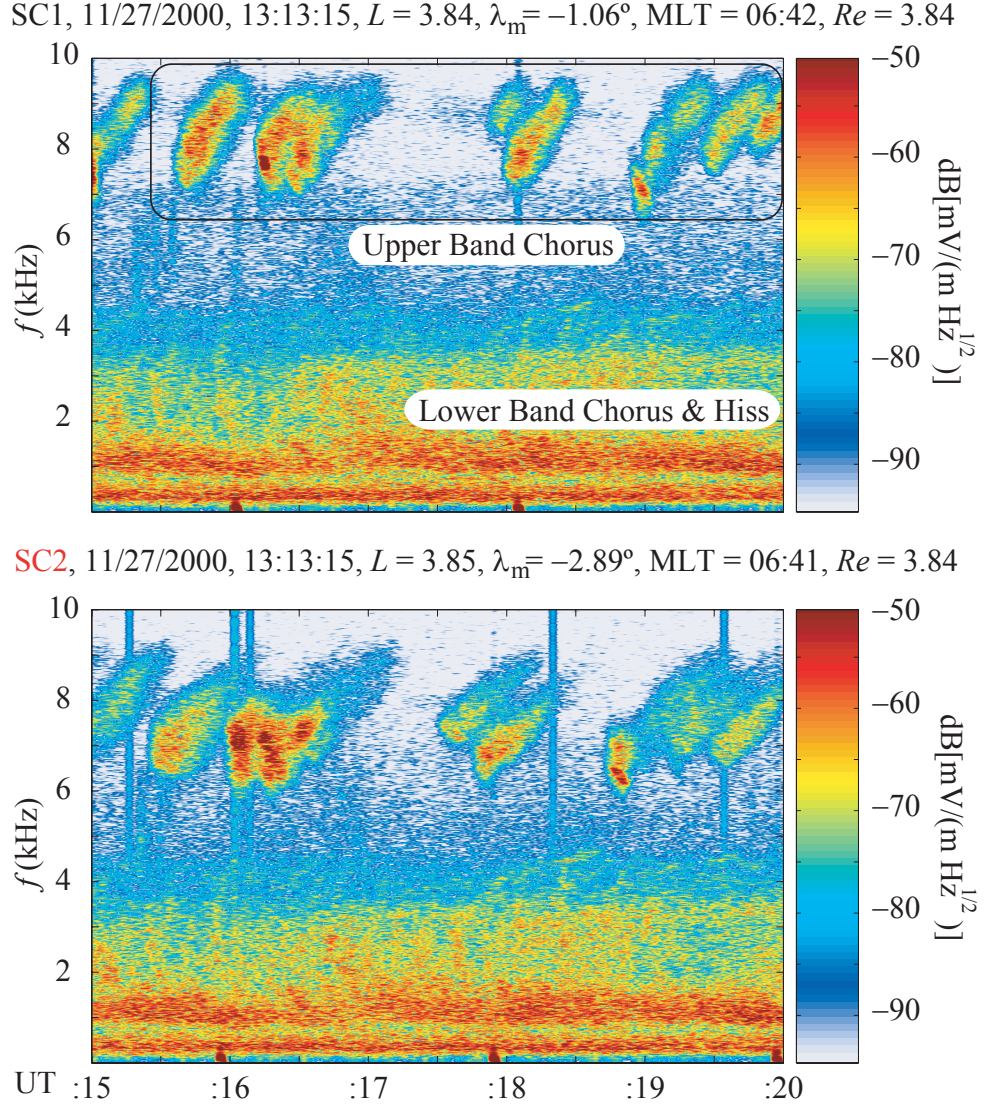 SC1, 11/27/2000, 13:13:15, L = 3.84, λm= −1.06º, MLT = 06:42, Re = 3.84
10
8
6
4
2
f(kHz)
Upper Band Chorus
Lower Band Chorus & Hiss
−50
−60
−70
−80
−90
dB[mV/(m Hz1/2)]
SC2, 11/27/2000, 13:13:15, L = 3.85, λm= −2.89º, MLT = 06:41, Re = 3.84
10
8
6
4
2
f(kHz)
−50
−60
−70
−80
−90
dB[mV/(m Hz1/2)]
UT :15 :16 :17 :18 :19 :20